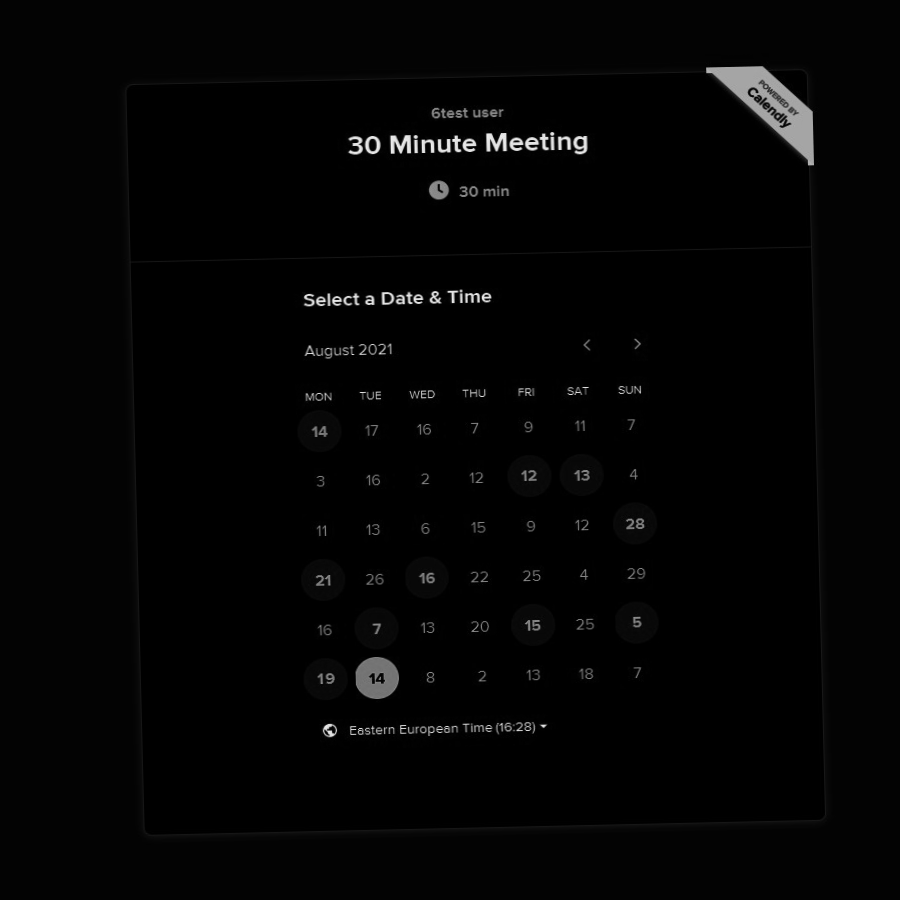 POWERED BY
Calendly
6test user
30 Minute Meeting
30 min
Select a Date & Time
August 2021
MON TUE WED THU FRI SAT SUN
14 17 16 7 9 11 7
3 16 2 12 12 13 4
11 13 6 15 9 12 28
21 26 16 22 25 4 29
16 7 13 20 15 25 5
19 14 8 2 13 18 7
Eastern European Time (16:28)